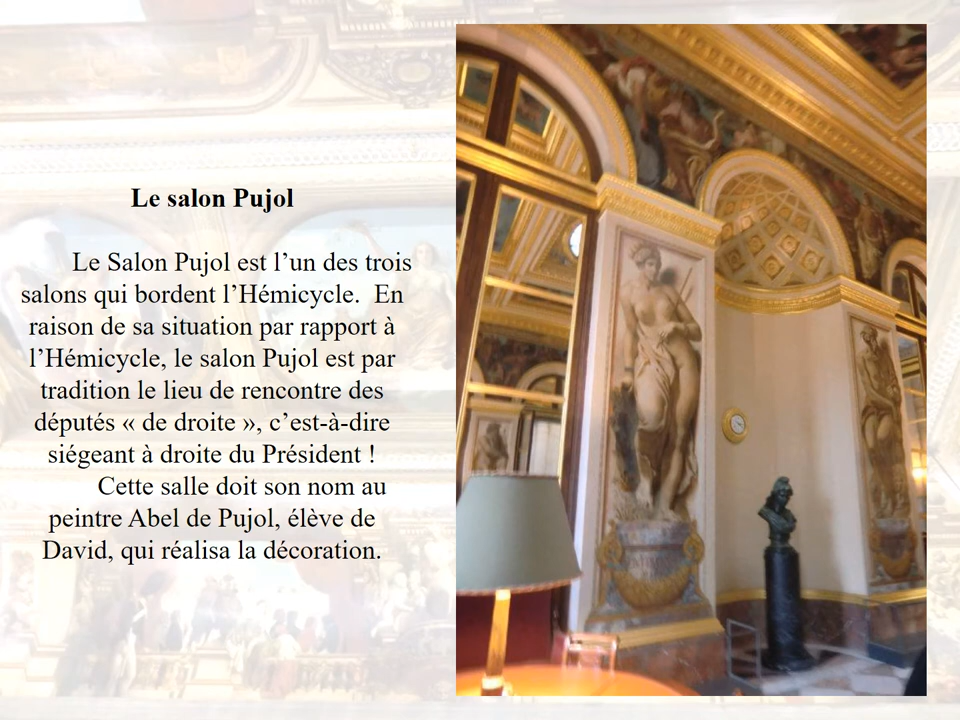 Le salon Pujol
Le Salon Pujol est l’un des trois
salons qui bordent l’Hémicycle. En
raison de sa situation par rapport à
l’Hémicycle, le salon Pujol est par
tradition le lieu de rencontre des
députés « de droite », c’est-à-dire
siégeant à droite du Président !
Cette salle doit son nom au
peintre Abel de Pujol, élève de
David, qui réalisa la décoration.